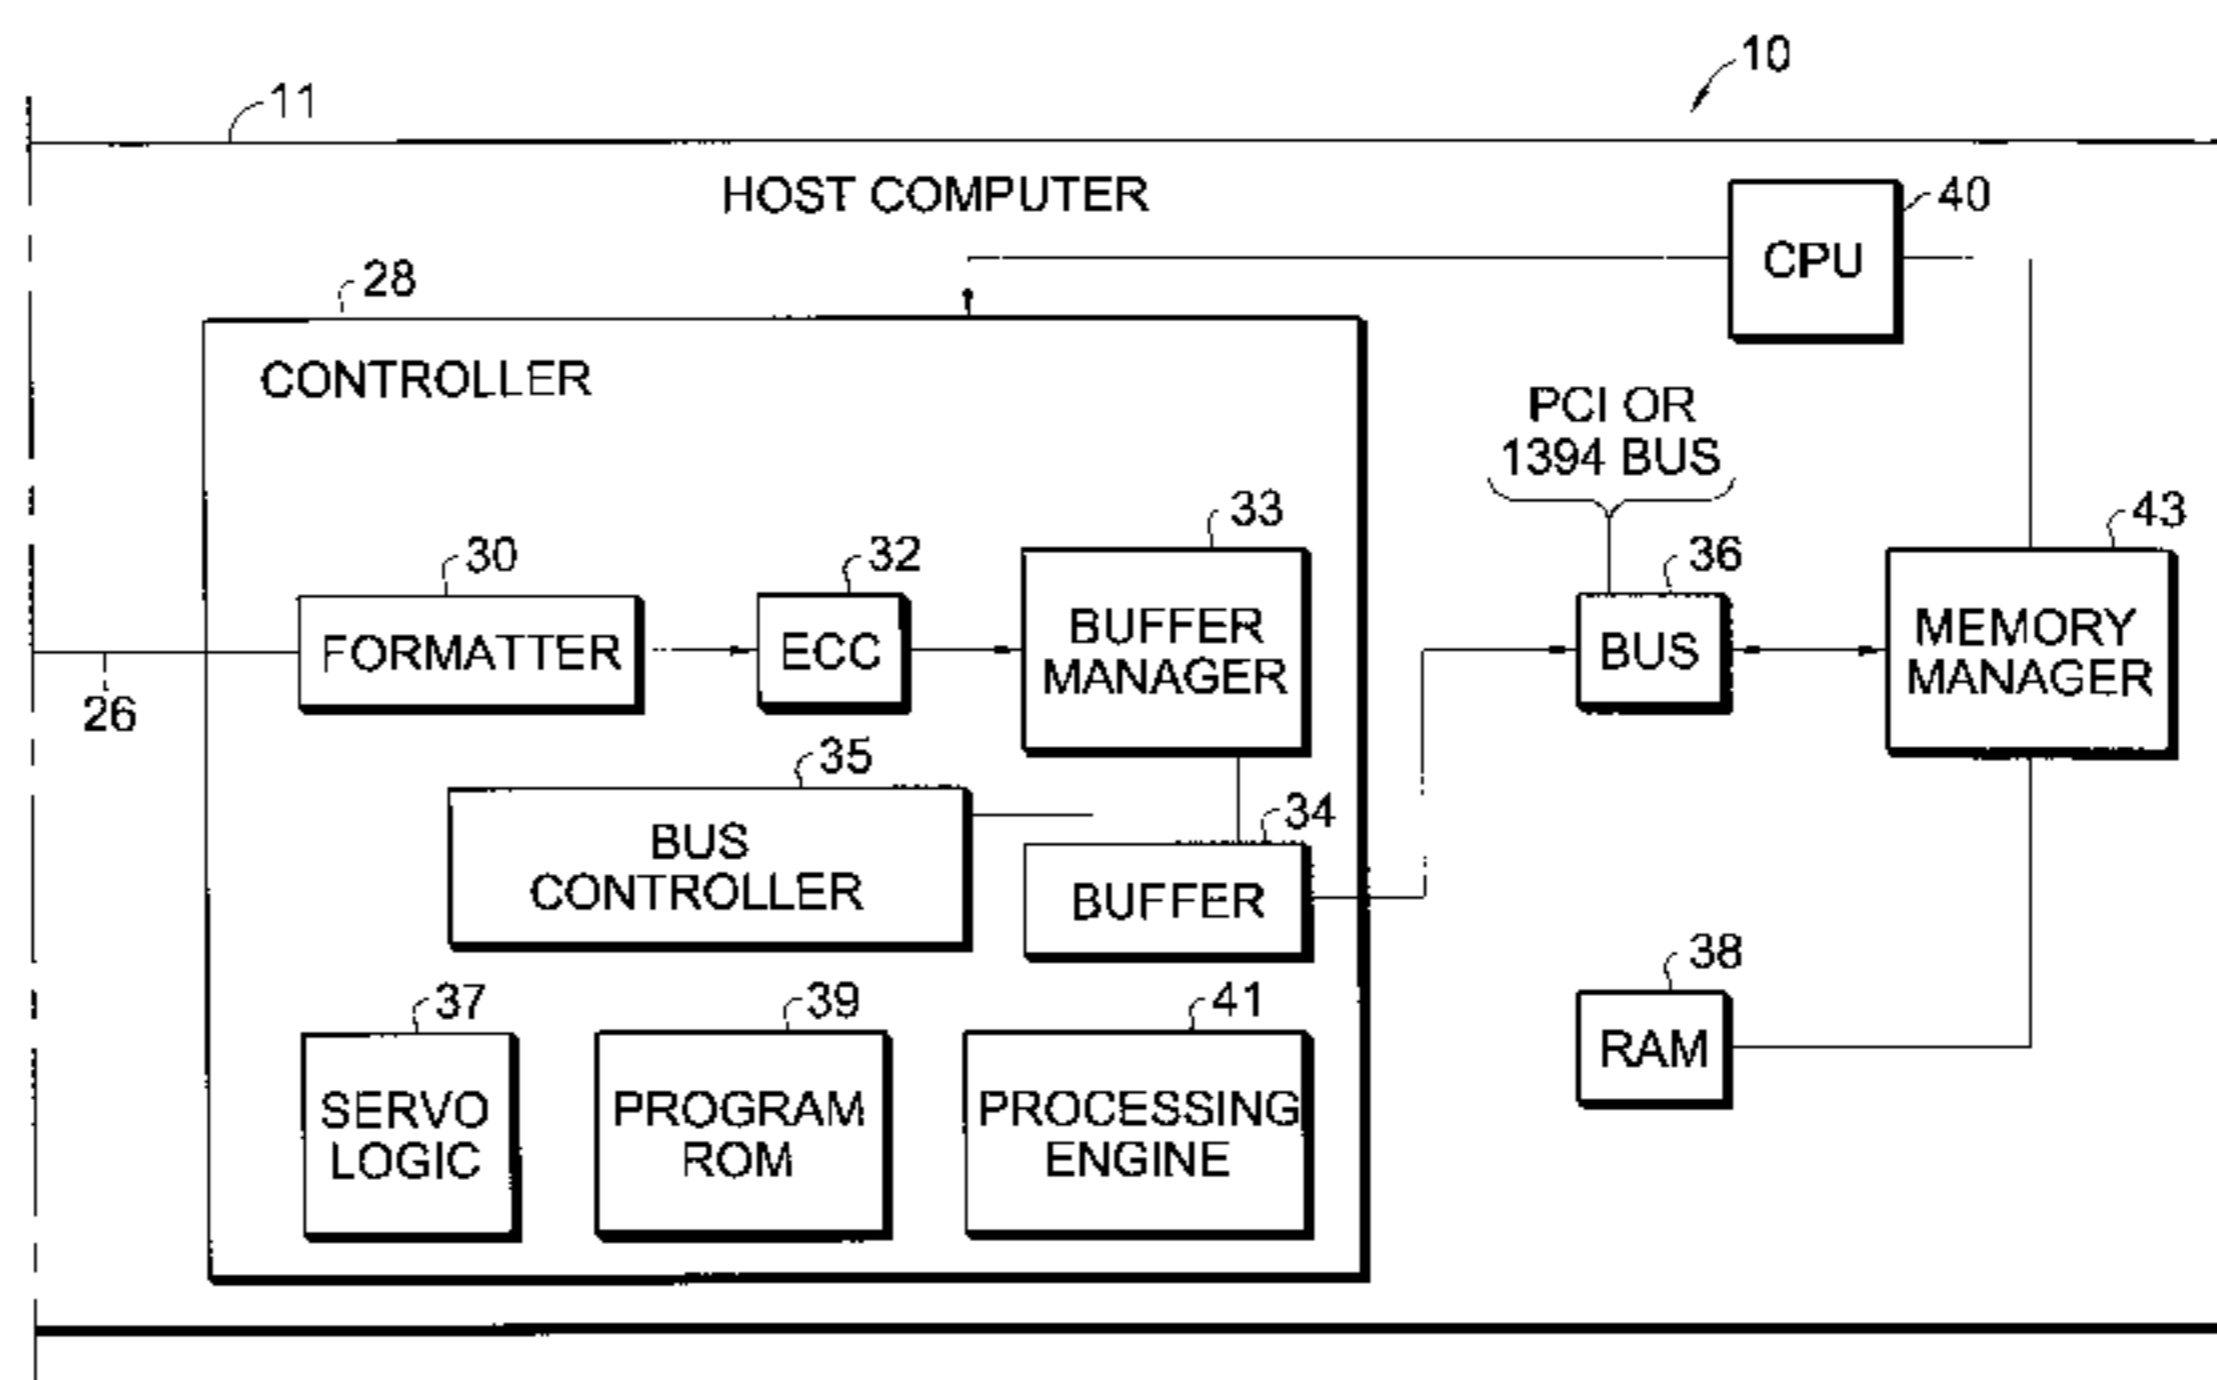 10
11
HOST COMPUTER
40
CPU
28
CONTROLLER
PCI OR
1394 BUS
33
43
30
32
36
FORMATTER
ECC
BUFFER
MANAGER
BUS
MEMORY
MANAGER
26
35
34
BUS
CONTROLLER
BUFFER
38
37
39
41
RAM
SERVO
LOGIC
PROGRAM
ROM
PROCESSING
ENGINE